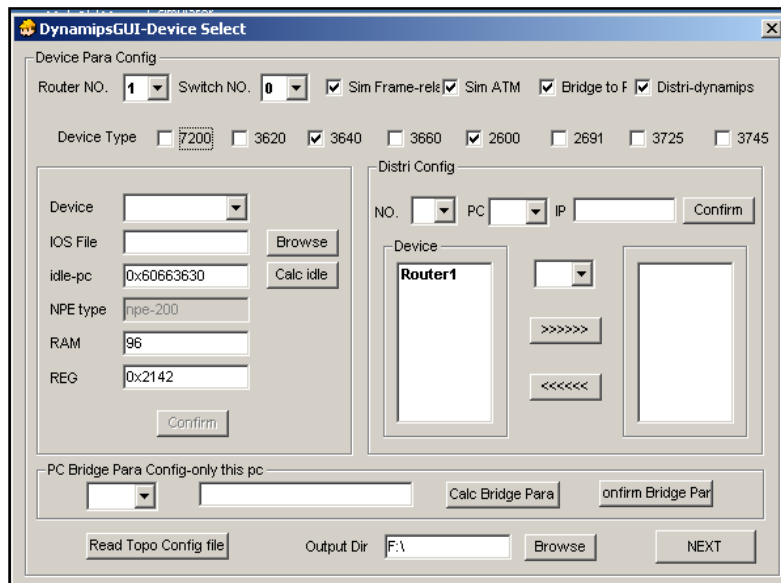 DynamipsGUI-Device Select
Device Para Config
Router NO. 1 Switch NO. 0 Sim Frame-rela Sim ATM Bridge to F Distri-dynamips
Device Type 7200 3620 3640 3660 2600 2691 3725 3745
Distri Config
Device
NO. PC IP Confirm
IOS File Browse
Device
idle-pc 0x60663630 Calc idle
Router1
NPE type npe-200
>>>>>>
RAM 96
REG 0x2142
<<<<<<
Confirm
PC Bridge Para Config-only this pc
Calc Bridge Para onfirm Bridge Par
Read Topo Config file Output Dir F:\ Browse NEXT